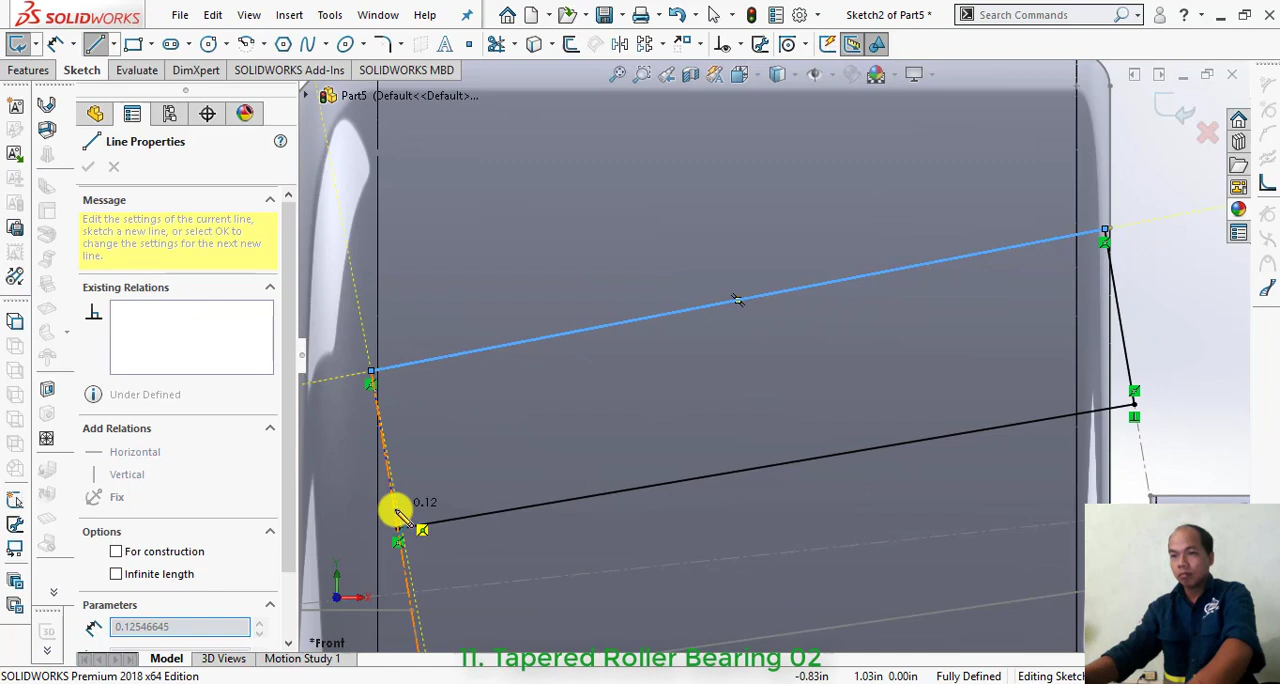 SOLIDWORKS
File
Edit
View
Insert
Tools
Window
Help
Sketch2 of Part5 *
Search Commands
Features
Sketch
Evaluate
DimXpert
SOLIDWORKS Add-Ins
SOLIDWORKS MBD
Part5 (Default<<Default>...
Line Properties
Message
Edit the settings of the current line,
sketch a new line, or select OK to
change the settings for the next new
line.
Existing Relations
Under Defined
Add Relations
Horizontal
Vertical
Fix
Options
For construction
Infinite length
Parameters
0.12546645
0.12
Y
X
*Front
3D
Model
3D Views
Motion Study 1
11. Tapered Roller Bearing 02
SOLIDWORKS Premium 2018 x64 Edition
-0.83in
1.03in
0.00in
Fully Defined
Editing Sketch